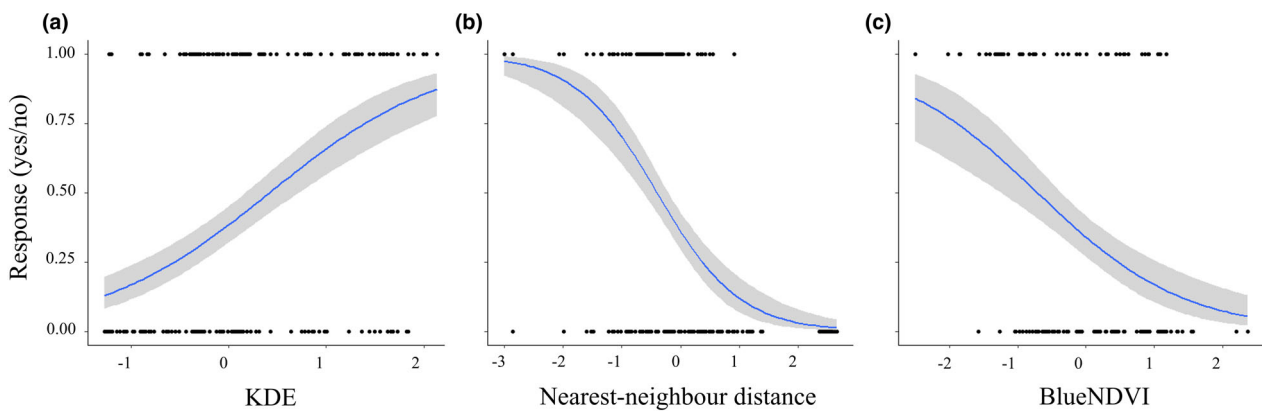 (a) (b) (c)
Response (yes/no)
1.00
0.75
0.50
0.25
0.00
-1 0 1 2
KDE
-3 -2 -1 0 1 2
Nearest-neighbour distance
-2 -1 0 1 2
BlueNDVI